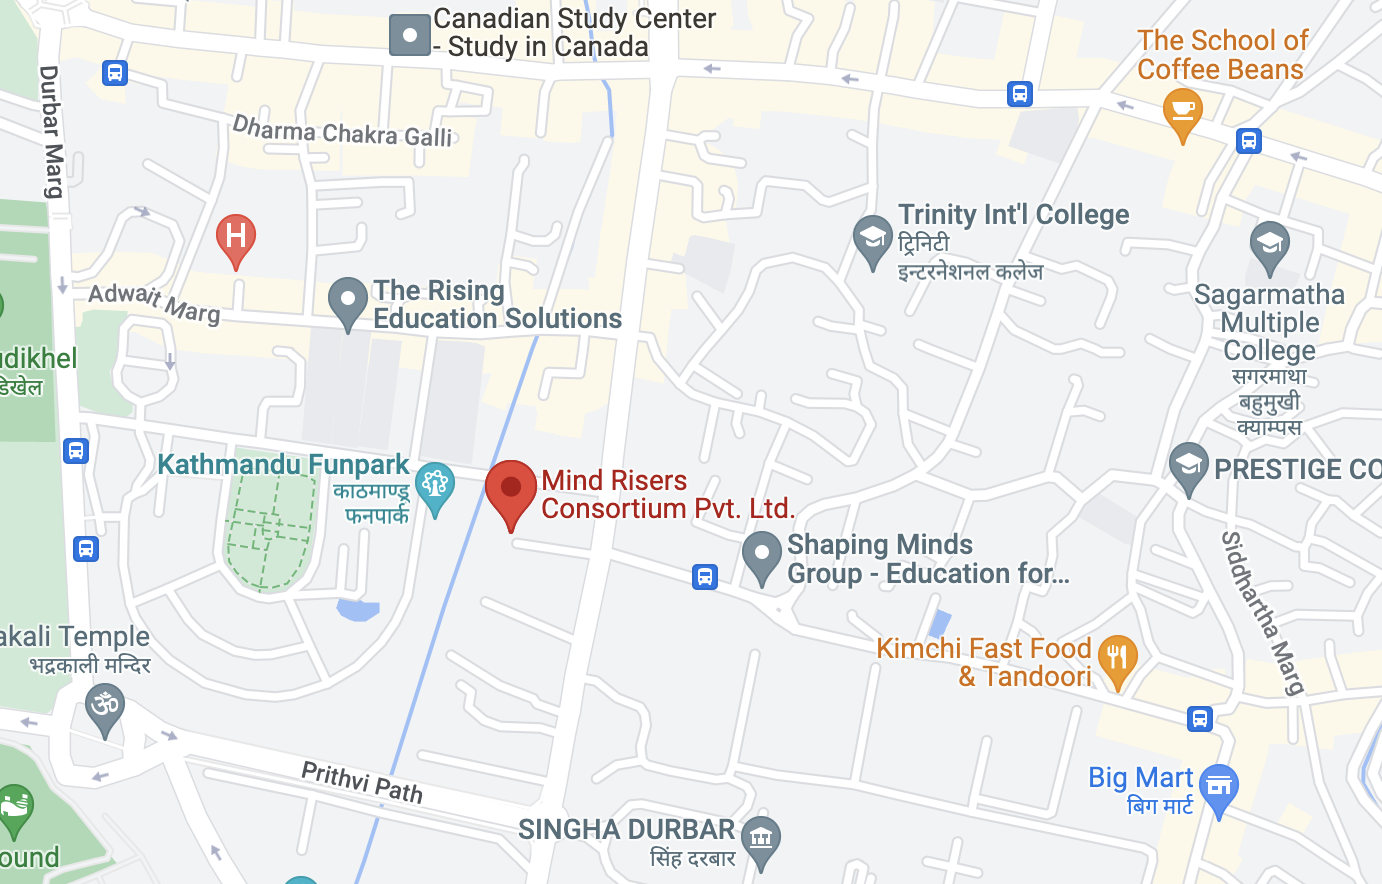 Canadian Study Center
- Study in Canada
The School of
Coffee Beans
Durbar Marg
Dharma Chakra Galli
H
Trinity Int'l College
ट्रिनिटी
इन्टरनेशनल कलेज
The Rising
Education Solutions
Adwait Marg
Sagarmatha
Multiple
College
सगरमाथा
बहुमुखी
क्याम्पस
udikhel
डिखेल
Kathmandu Funpark
काठमाण्डू
फनपार्क
Mind Risers
Consortium Pvt. Ltd.
PRESTIGE CO
Shaping Minds
Group - Education for...
Siddhartha Marg
akali Temple
भद्रकाली मन्दिर
ॐ
Kimchi Fast Food
& Tandoori
Prithvi Path
Big Mart
बिग मार्ट
SINGHA DURBAR
सिंह दरबार
ound